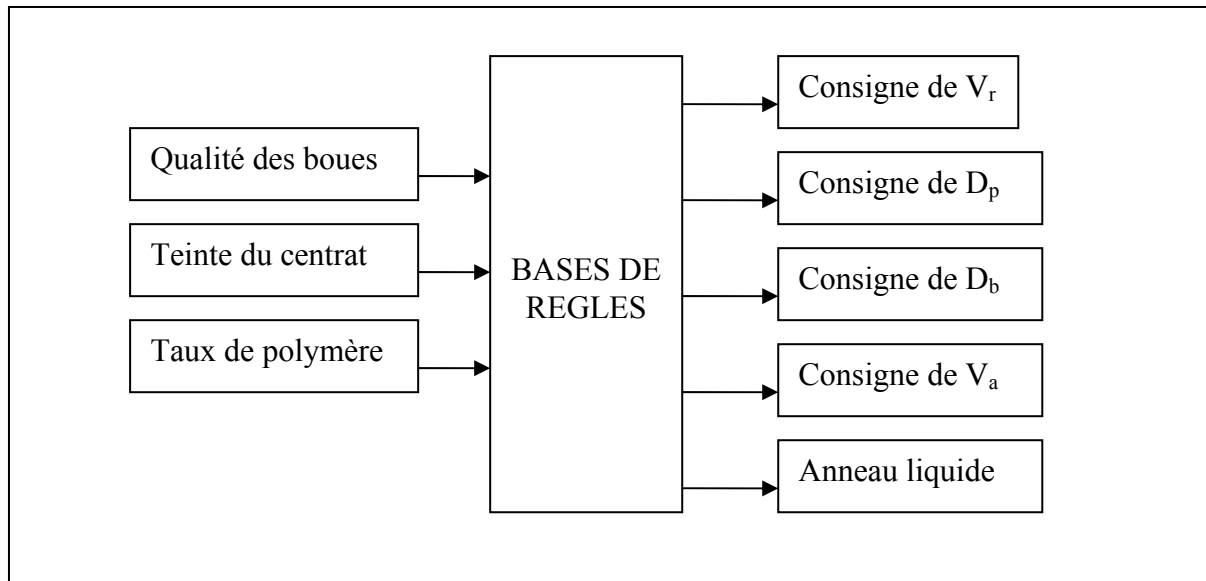 Qualité des boues
Teinte du centrat
Taux de polymère
BASES DE
REGLES
Consigne de Vr
Consigne de Dp
Consigne de Db
Consigne de Va
Anneau liquide